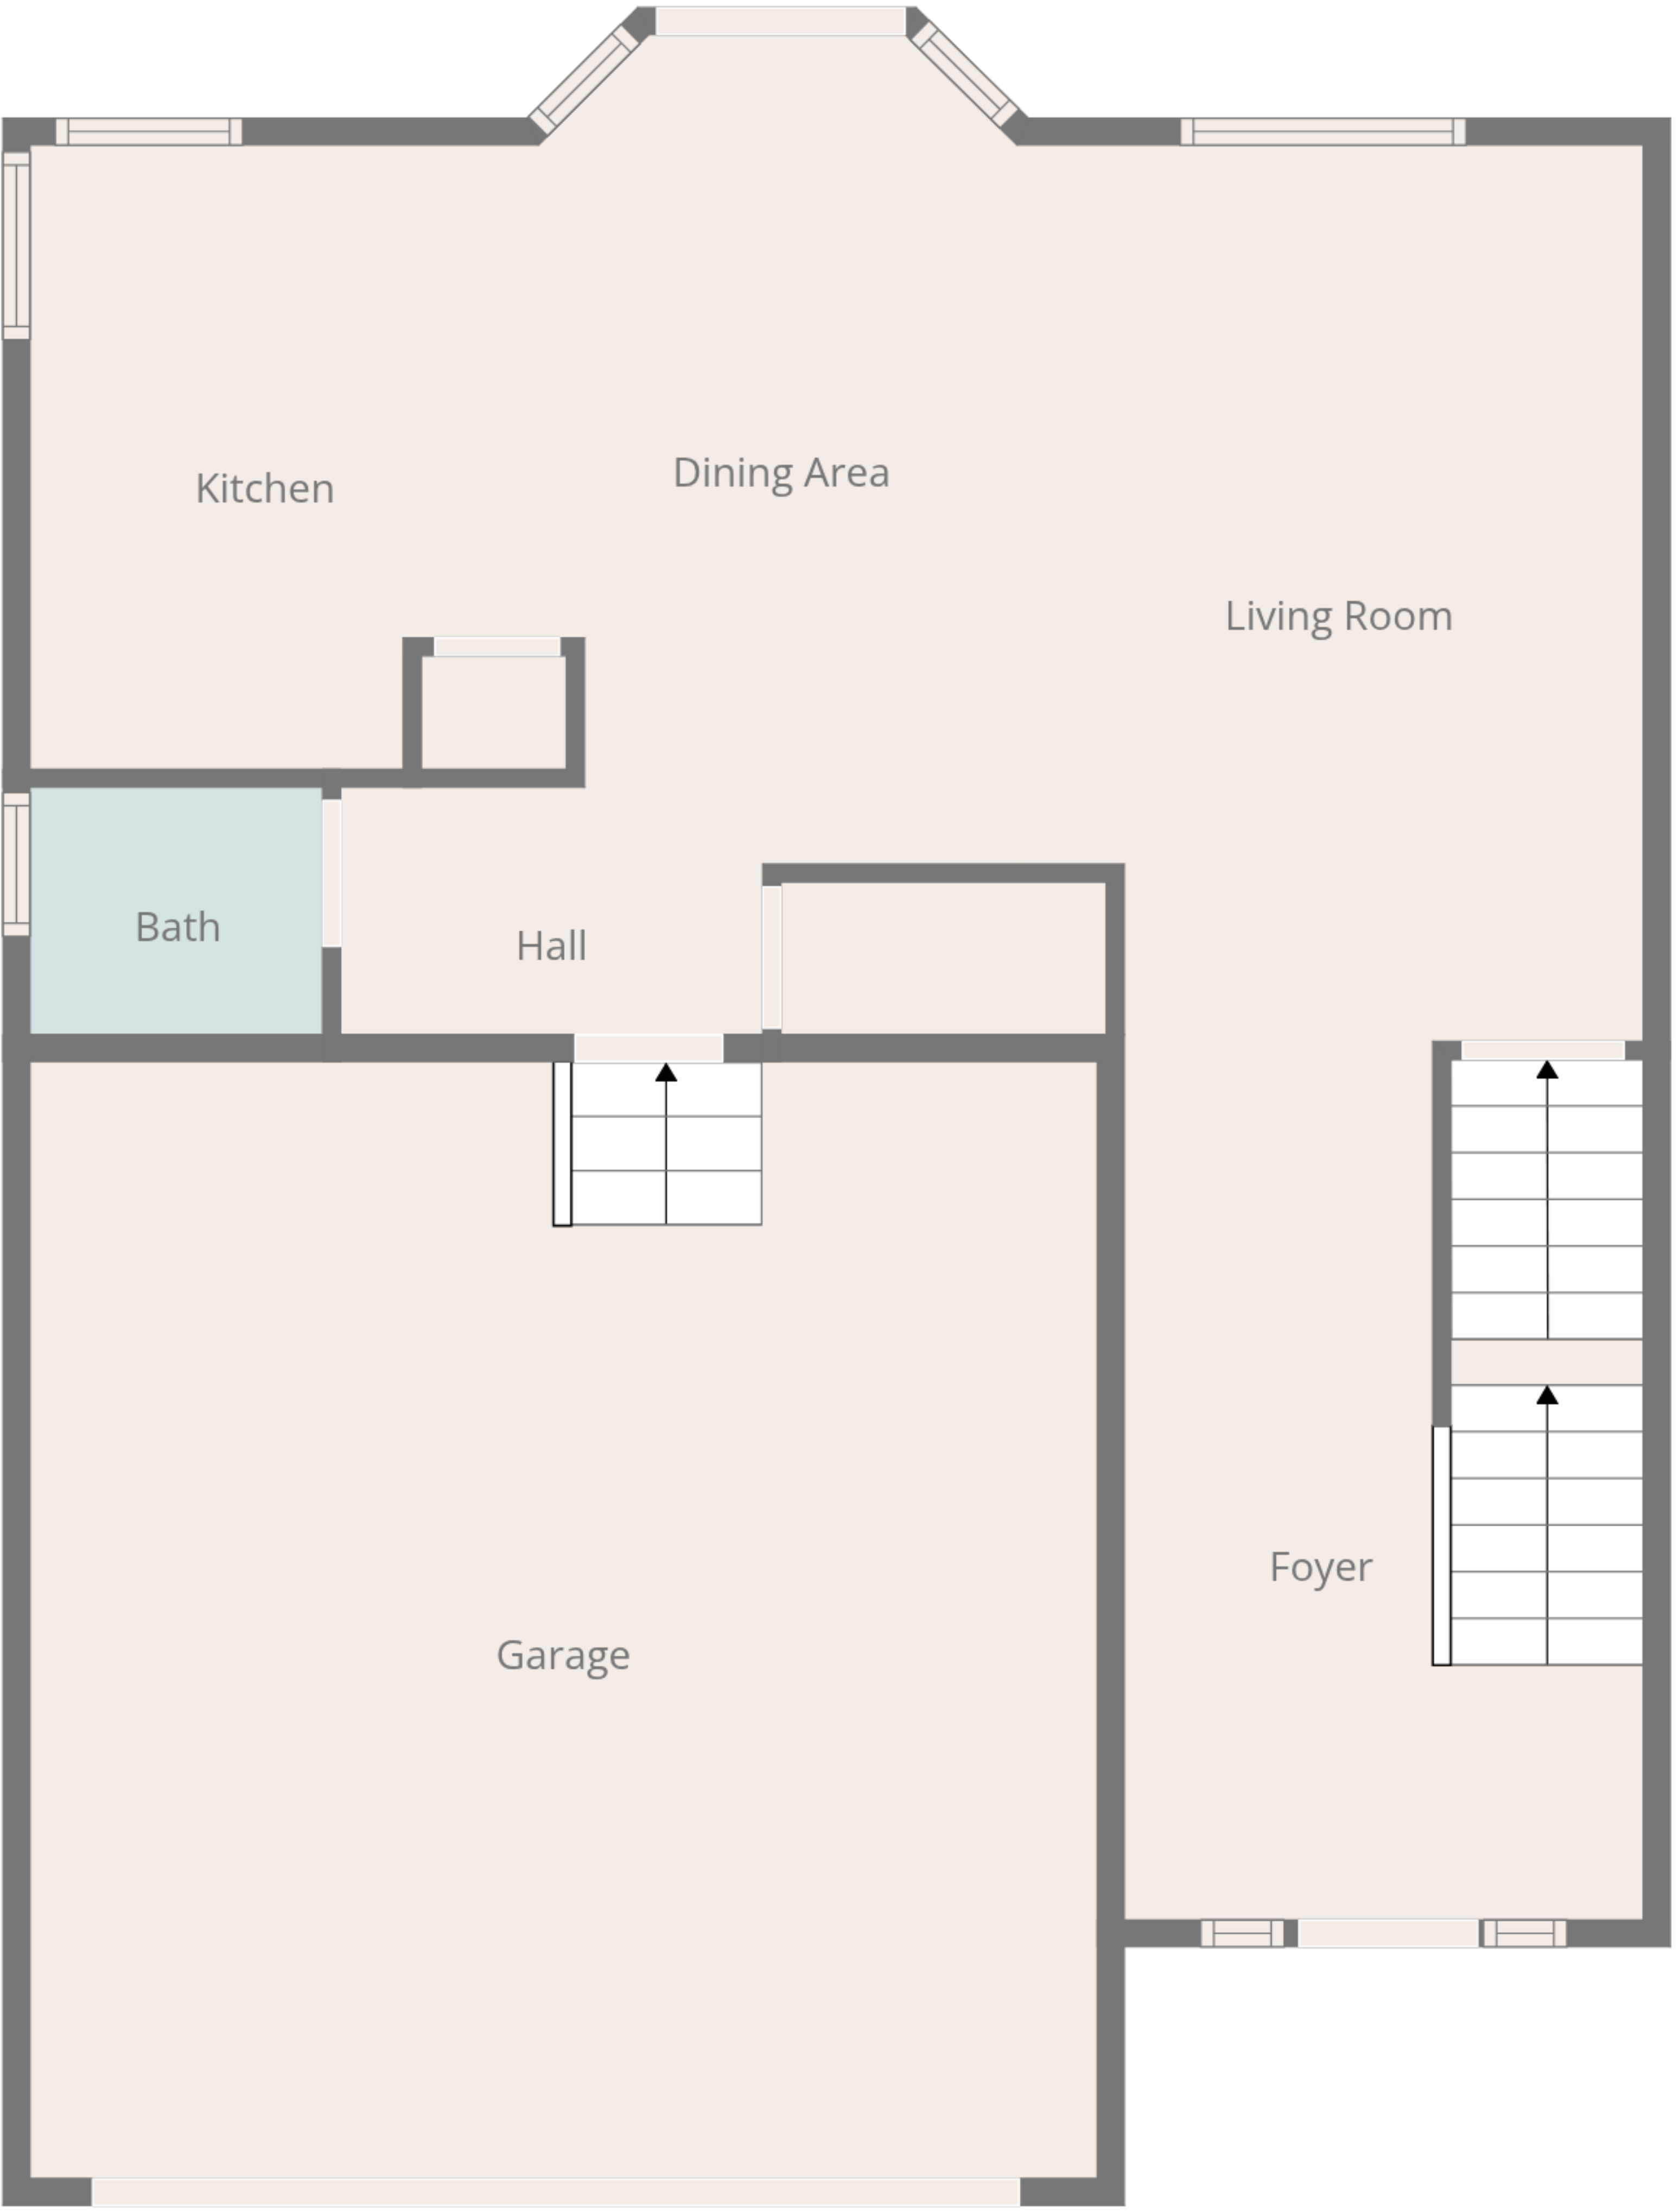 Kitchen
Dining Area
Living Room
Bath
Hall
Foyer
Garage